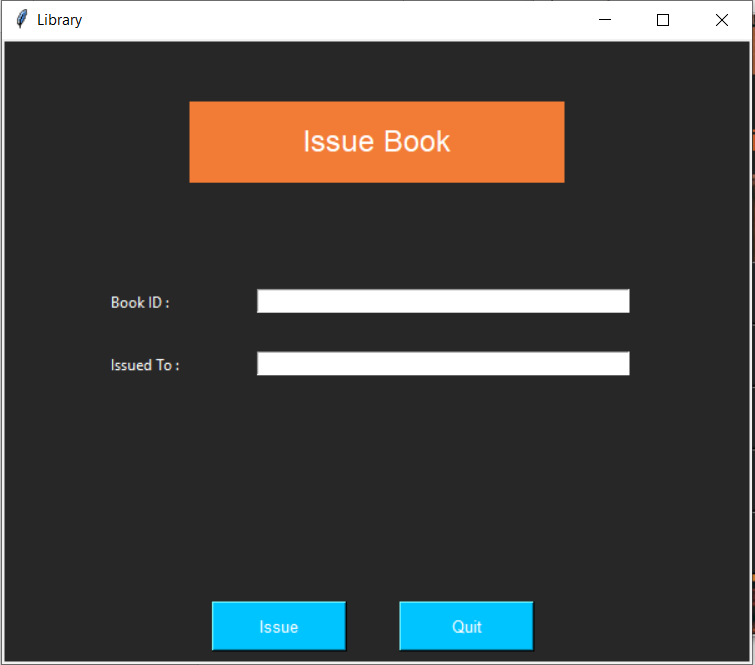 Library
Issue Book
Book ID :
Issued To :
Issue
Quit